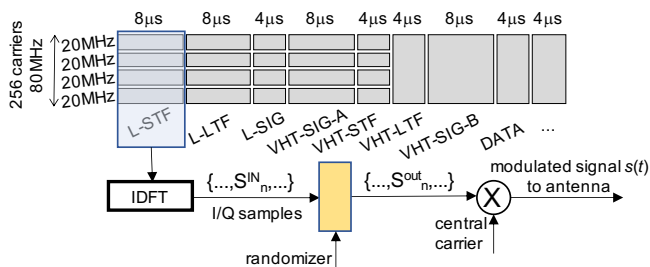 8μs 8μs 4μs 8μs 4μs 4μs 8μs 4μs 4μs
256 carriers
80MHz
20MHz
20MHz
20MHz
20MHz
L-STF
L-LTF
L-SIG
VHT-SIG-A
VHT-STF
VHT-LTF
VHT-SIG-B
DATA
...
IDFT
{...,S^IN_n,...}
I/Q samples
randomizer
{...,S^out_n,...}
X
central
carrier
modulated signal s(t)
to antenna